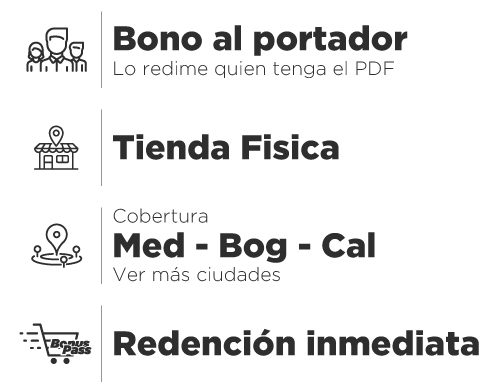 Bono al portador
Lo redime quien tenga el PDF
Tienda Fisica
Cobertura
Med - Bog - Cal
Ver más ciudades
Bonus
Pass
Redención inmediata